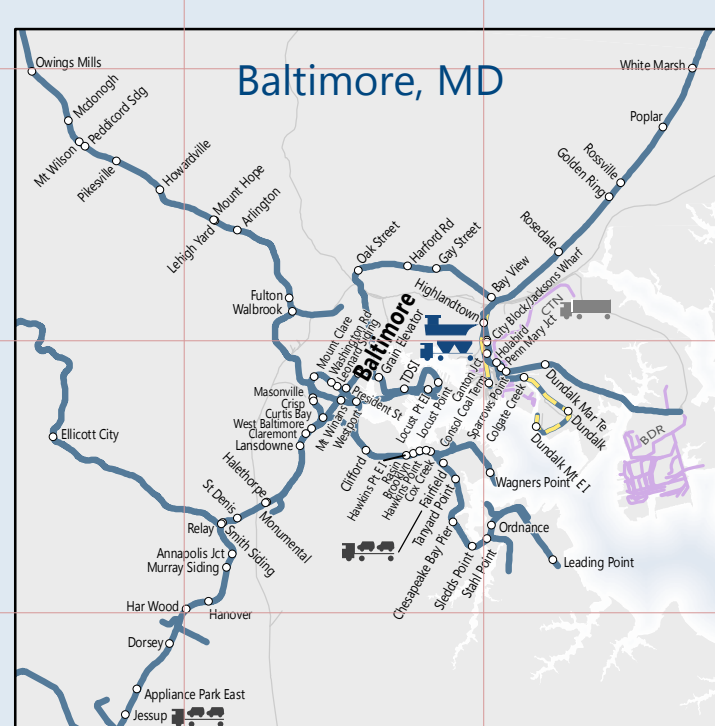 Baltimore, MD
Owings Mills
White Marsh
Mcdonogh
Peddicord Sdg
Poplar
Mt Wilson
Pikesville
Howardville
Rossville
Golden Ring
Mount Hope
Arlington
Lehigh Yard
Oak Street
Harford Rd
Gay Street
Rosedale
Bay View
Highlandtown
City Block/Jacksons Wharf
CTN
Fulton
Walbrook
Mount Clare
Washington Rd
Leonard Siding
Baltimore
Grain Elevator
TDSI
Holabird
Penn Mary Jct
Canton Jct
Masonville
Crisp
Curtis Bay
West Baltimore
Claremont
Lansdowne
Mt Winans
Westport
President St
Locust Pt E I
Locust Point
Consol Coal Ter
Sparrows Point
Colgate Creek
Dundalk Mar Te
Dundalk
Dundalk Mt E I
BDR
Ellicott City
Clifford
Hawkins Pt E I
Brooklyn
Hawkins Point
Cox Creek
Fairfield
Tanyard Point
Wagners Point
Halethorpe
St Denis
Relay
Smith Siding
Monumental
Annapolis Jct
Murray Siding
Chesapeake Bay Pier
Sledds Point
Stahl Point
Ordnance
Leading Point
Har Wood
Hanover
Dorsey
Appliance Park East
Jessup